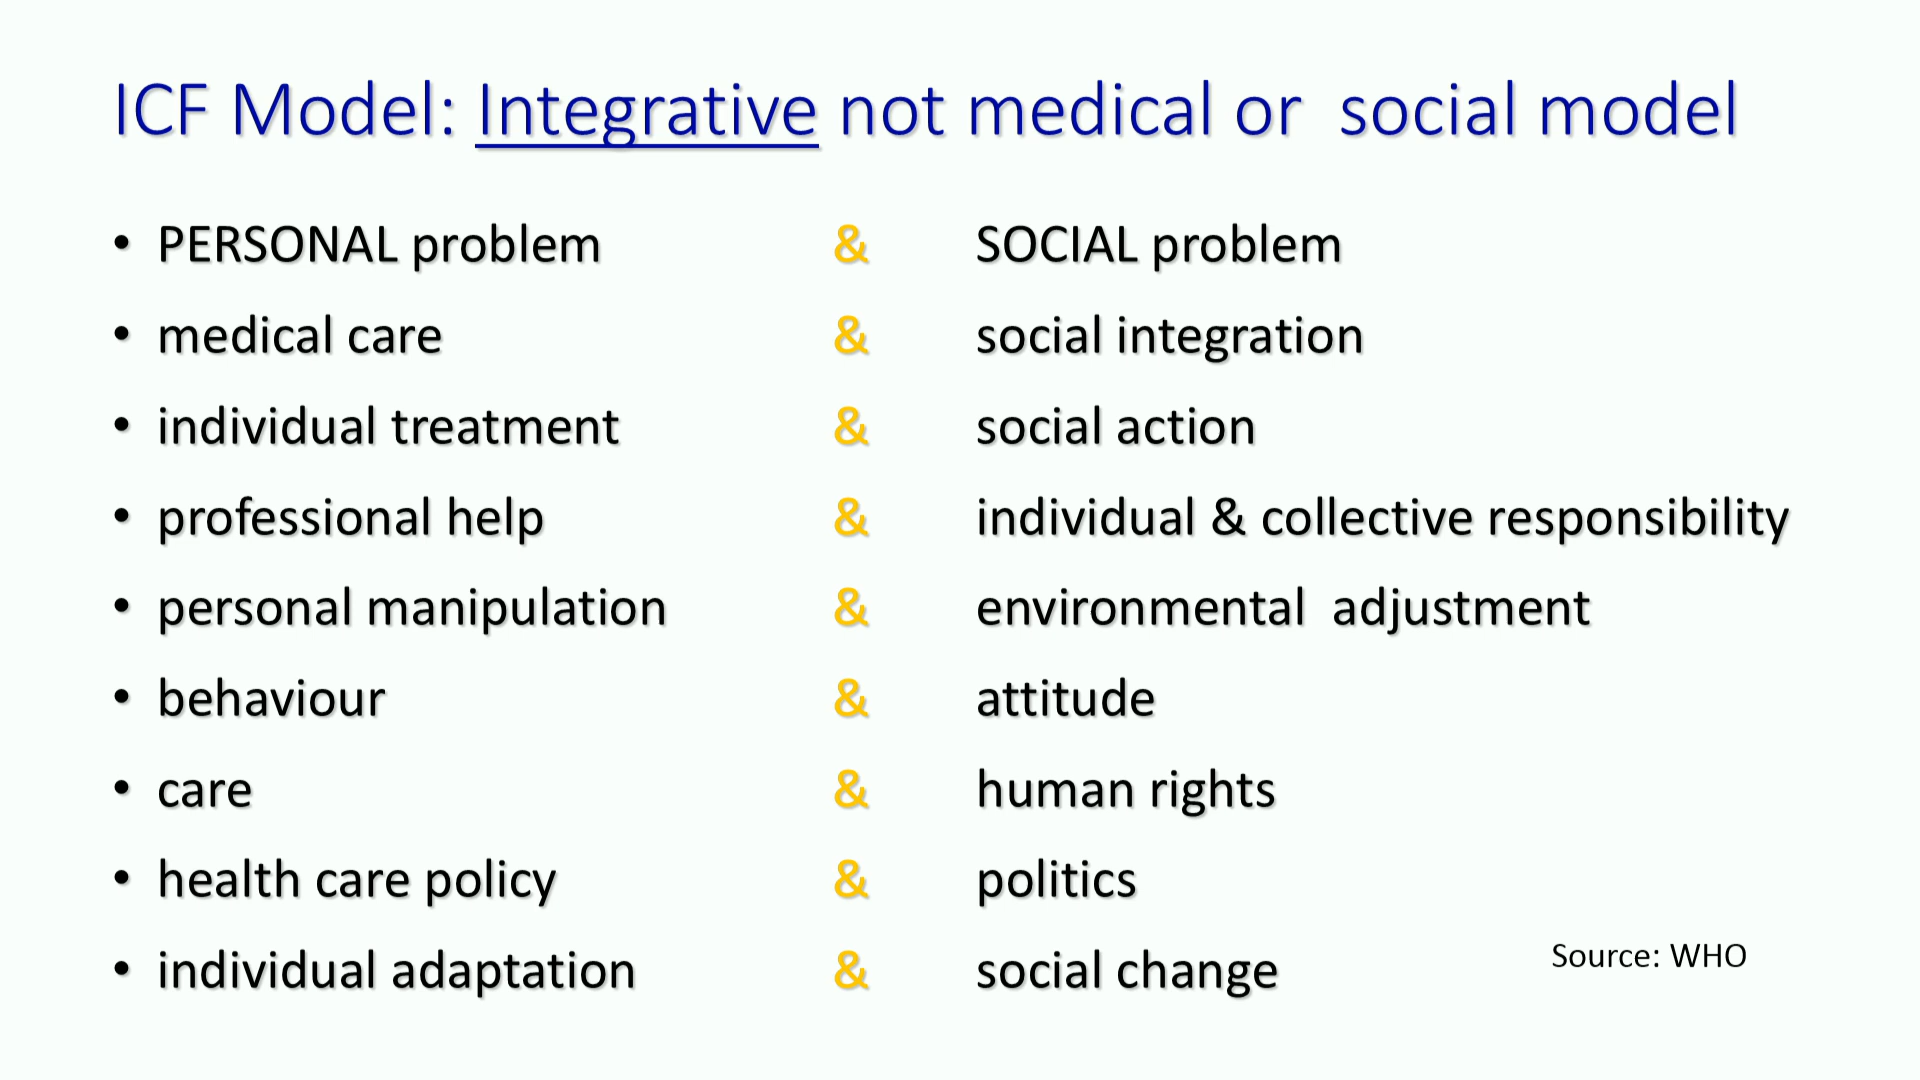 ICF Model: Integrative not medical or social model
• PERSONAL problem & SOCIAL problem
• medical care & social integration
• individual treatment & social action
• professional help & individual & collective responsibility
• personal manipulation & environmental adjustment
• behaviour & attitude
• care & human rights
• health care policy & politics
• individual adaptation & social change
Source: WHO